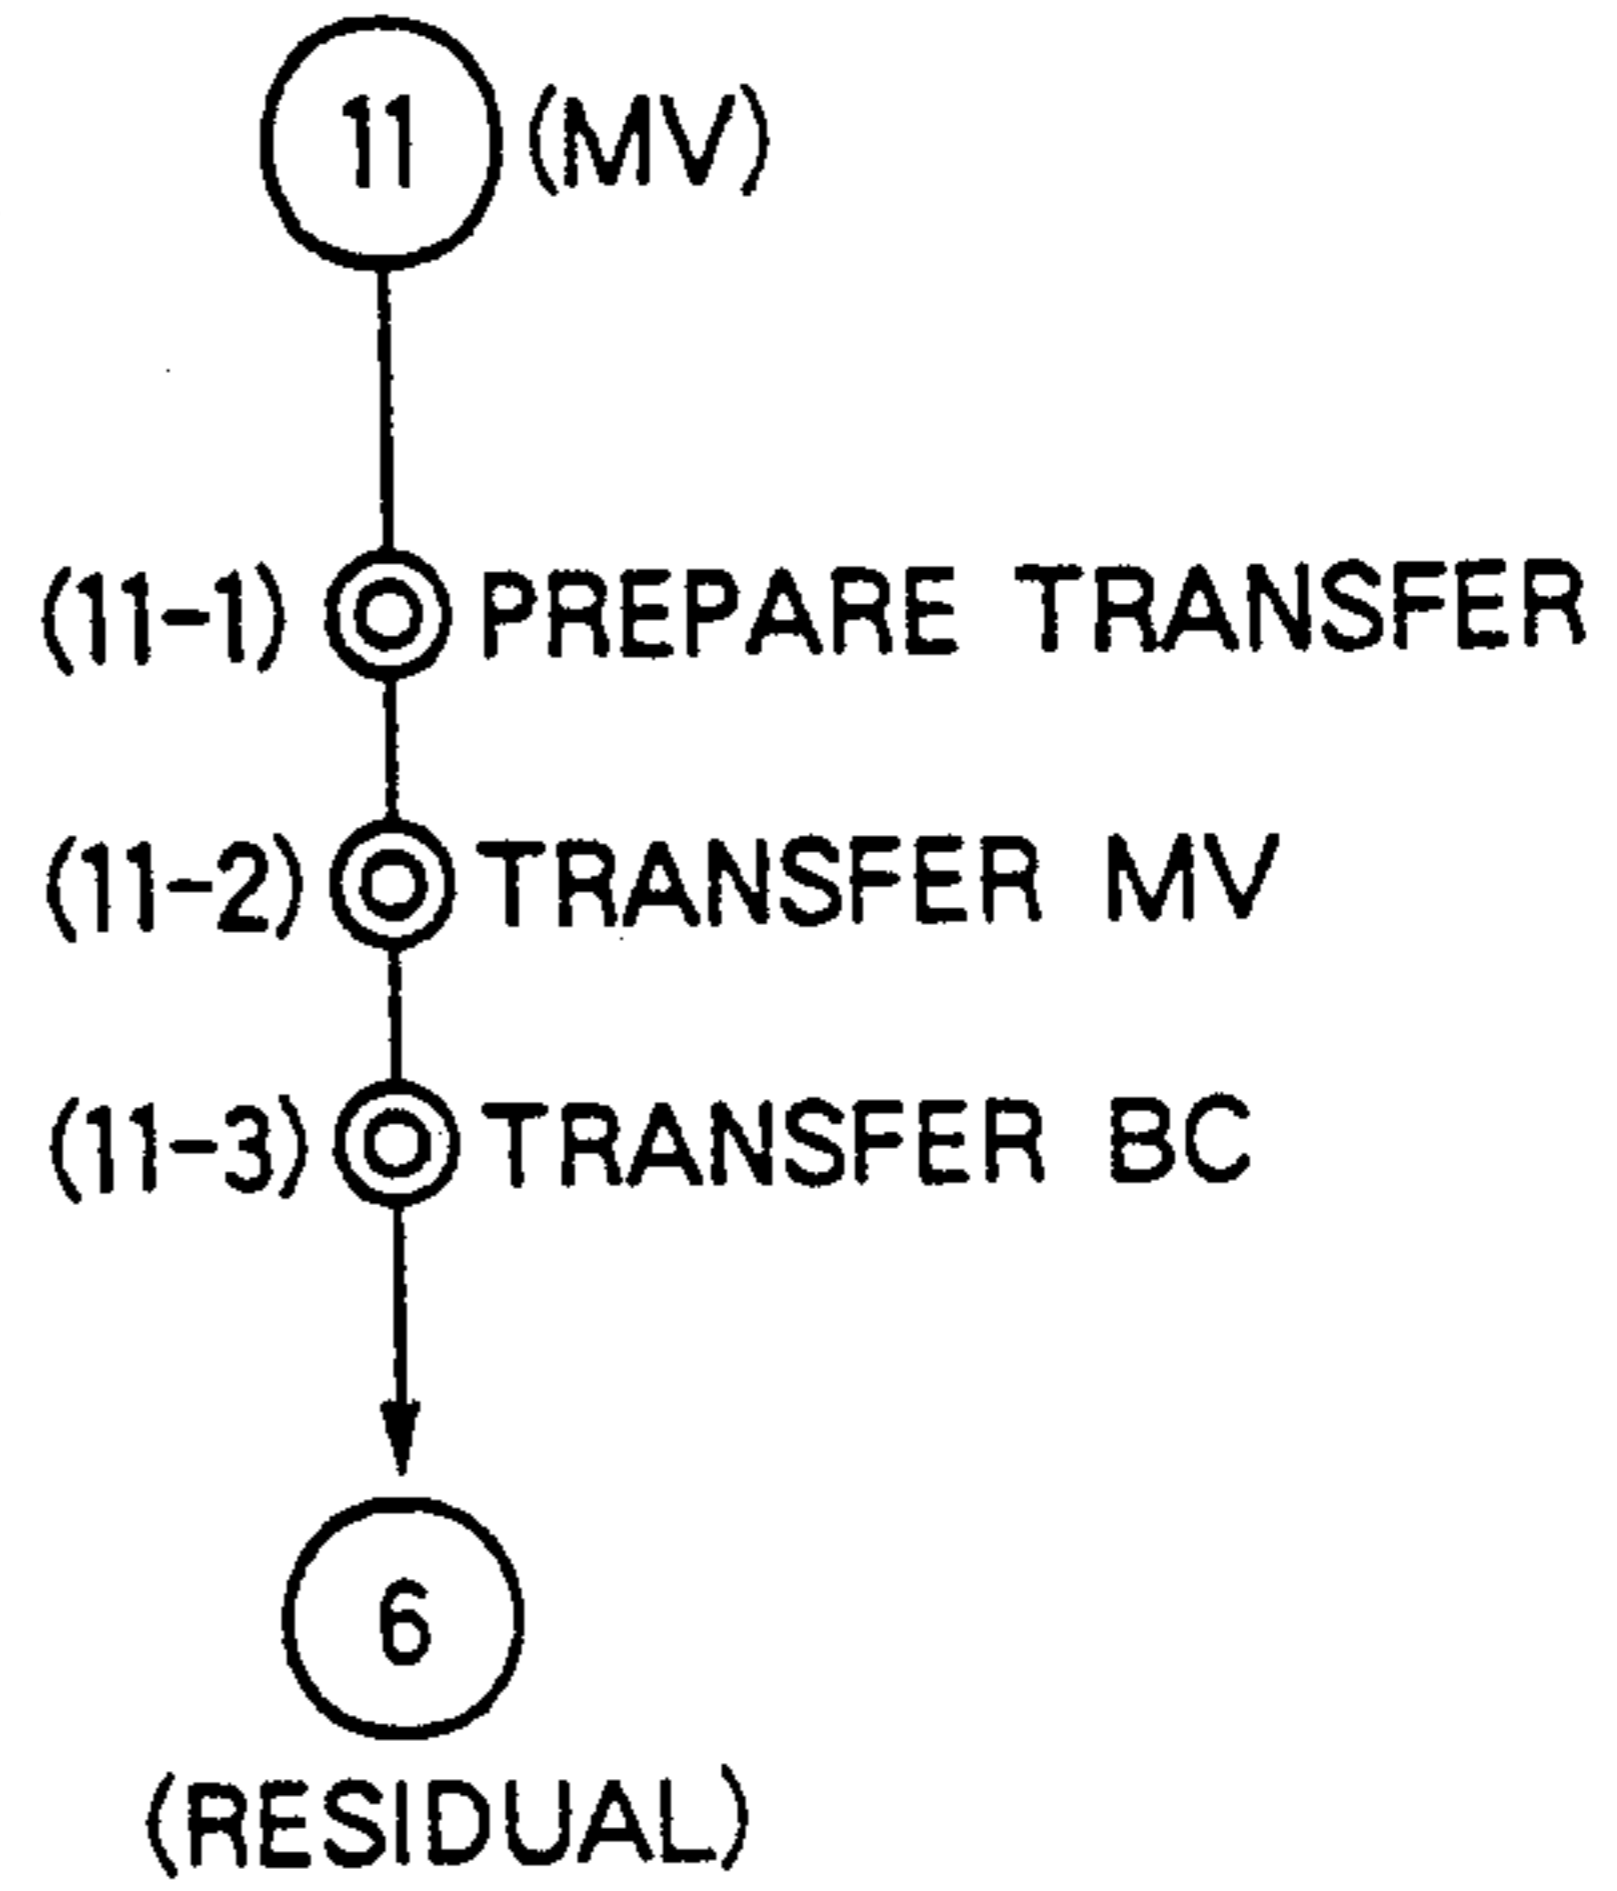 11 (MV)
(11-1) PREPARE TRANSFER
(11-2) TRANSFER MV
(11-3) TRANSFER BC
6
(RESIDUAL)